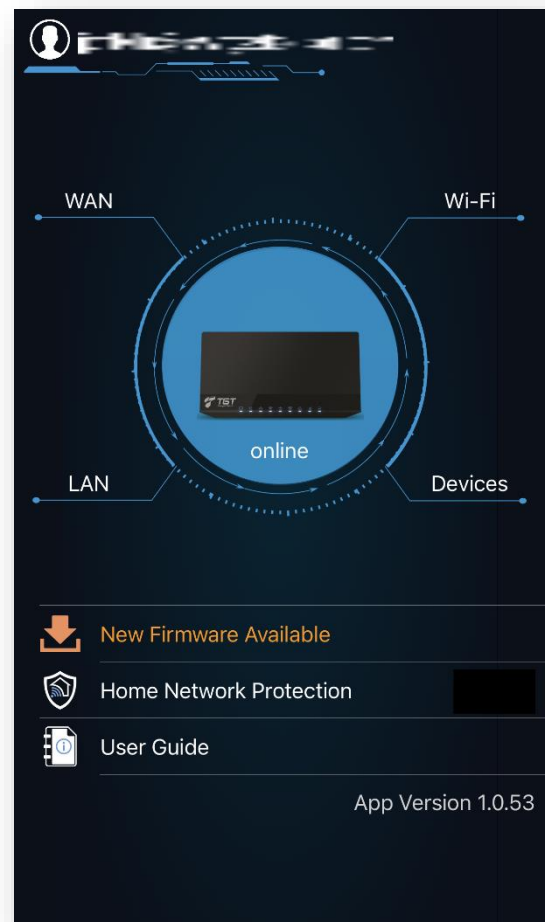 WAN
Wi-Fi
TGT
online
LAN
Devices
New Firmware Available
Home Network Protection
User Guide
App Version 1.0.53